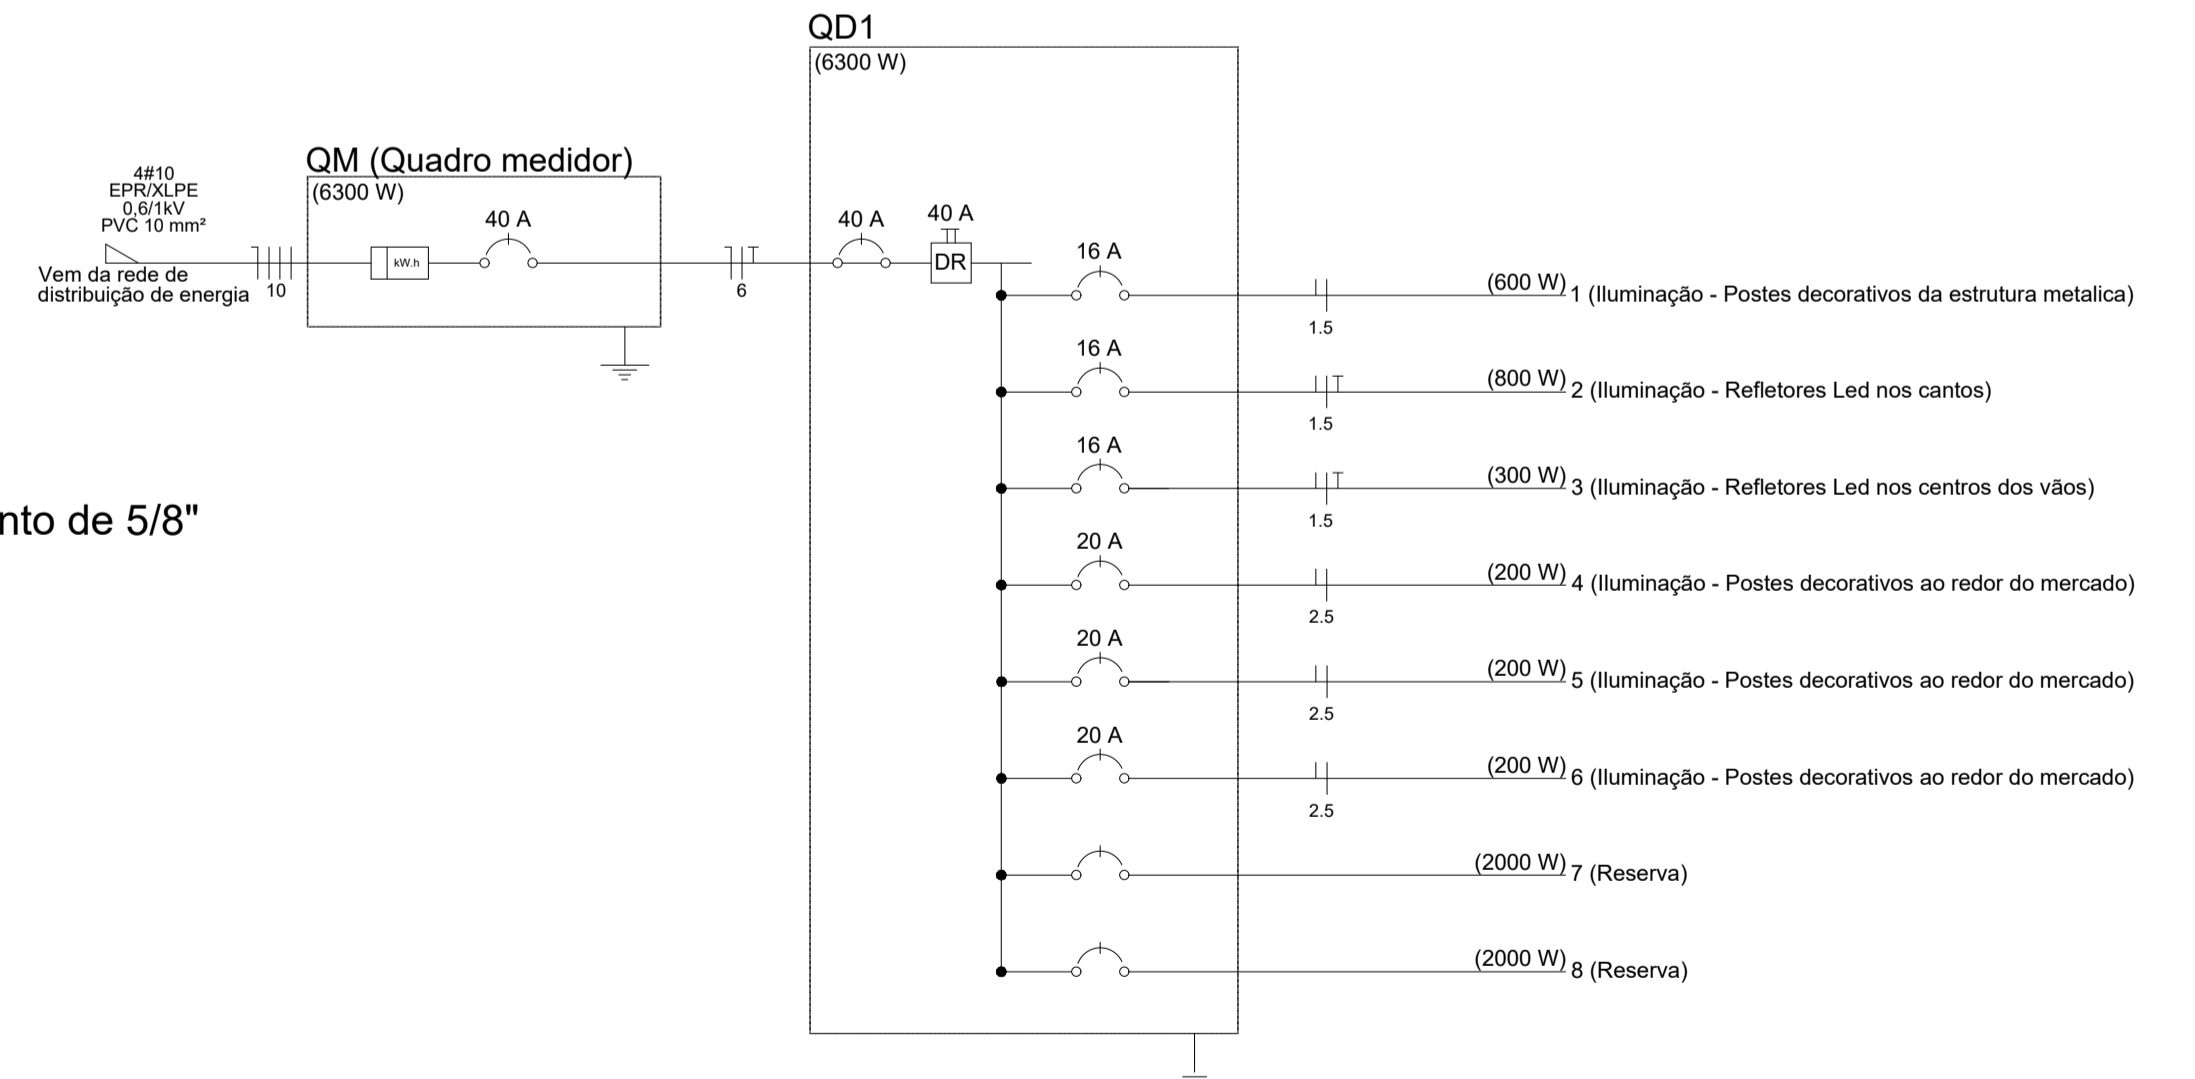 QD1
(6300 W)
QM (Quadro medidor)
(6300 W)
4#10
EPR/XLPE
0,6/1kV
PVC 10 mm²
Vem da rede de
distribuição de energia
10
kW.h
40 A
6
40 A
40 A
DR
16 A
1.5
(600 W) 1 (Iluminação - Postes decorativos da estrutura metalica)
16 A
1.5
(800 W) 2 (Iluminação - Refletores Led nos cantos)
16 A
1.5
(300 W) 3 (Iluminação - Refletores Led nos centros dos vãos)
nto de 5/8"
20 A
2.5
(200 W) 4 (Iluminação - Postes decorativos ao redor do mercado)
20 A
2.5
(200 W) 5 (Iluminação - Postes decorativos ao redor do mercado)
20 A
2.5
(200 W) 6 (Iluminação - Postes decorativos ao redor do mercado)
(2000 W) 7 (Reserva)
(2000 W) 8 (Reserva)